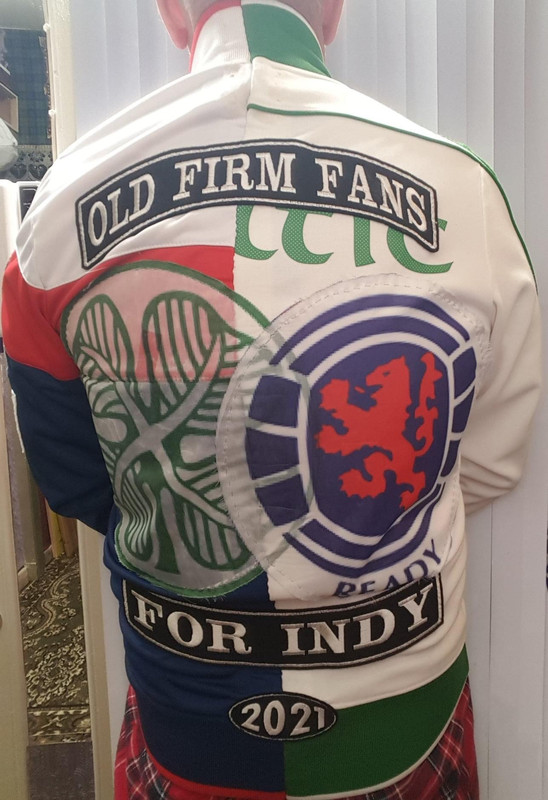 OLD FIRM FANS
READY
FOR INDY
2021